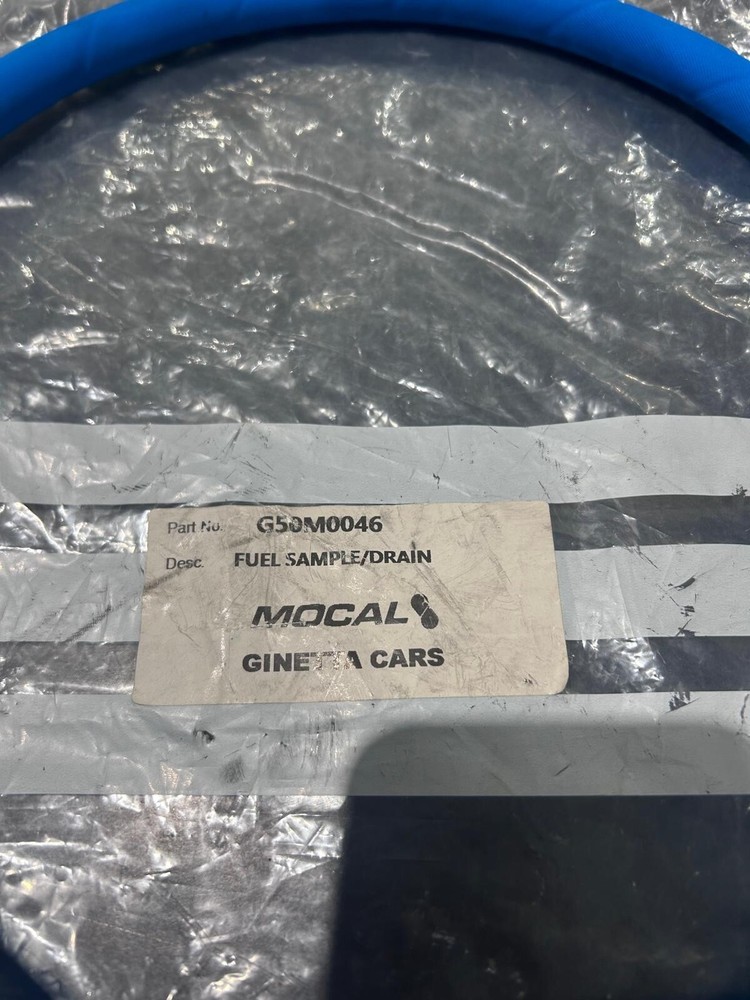 Part No. G50M0046
Desc. FUEL SAMPLE/DRAIN
MOCAL
GINETTA CARS